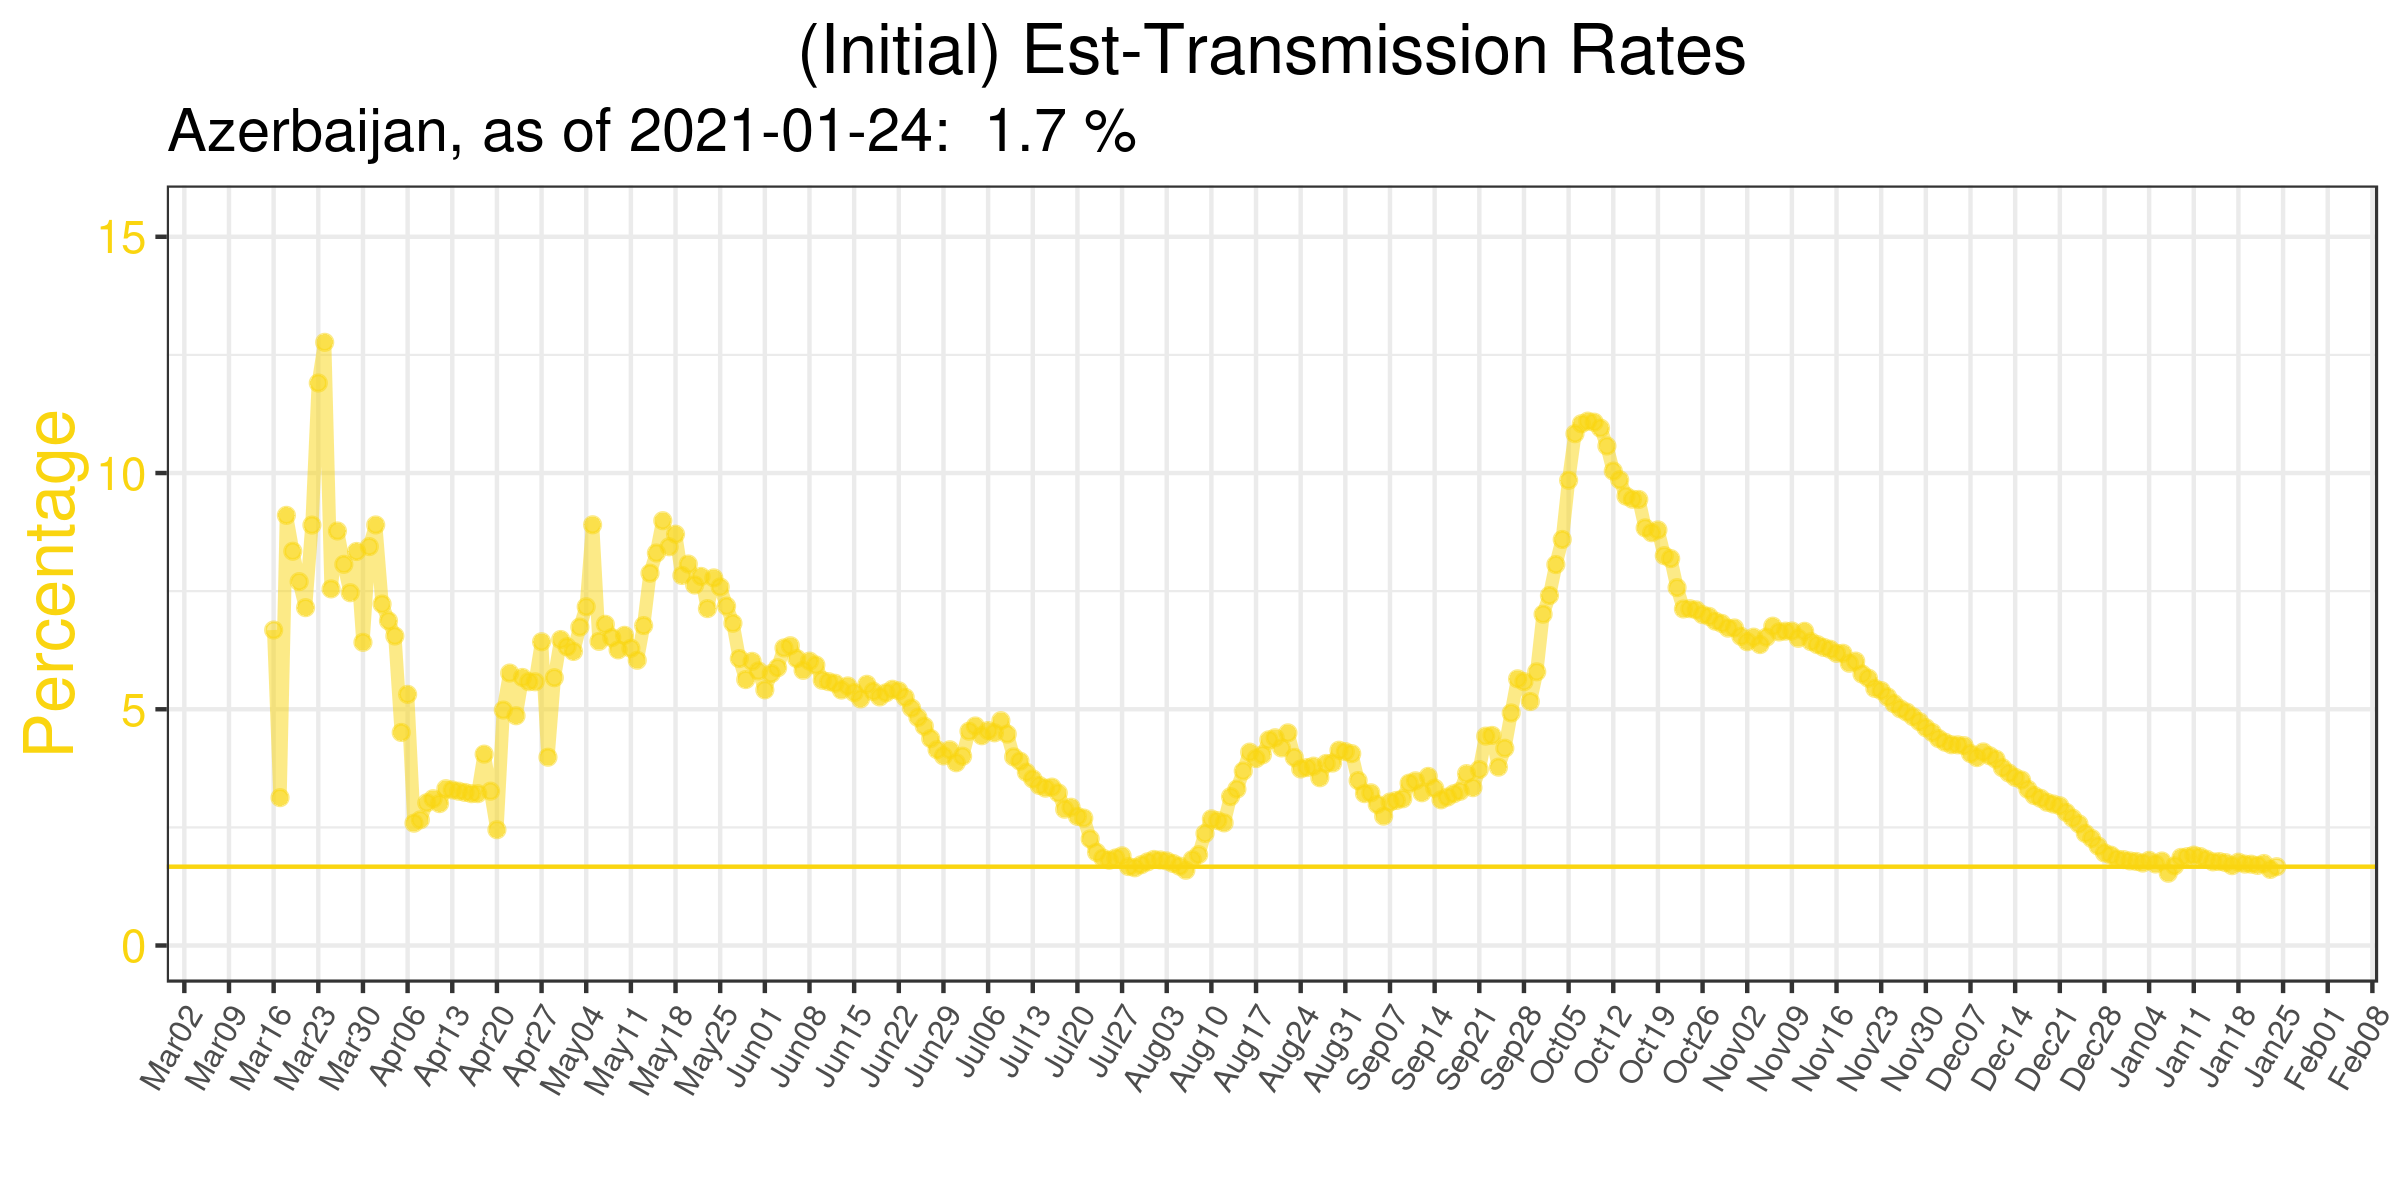 (Initial) Est-Transmission Rates
Azerbaijan, as of 2021-01-24:  1.7 %
Percentage
15
10
5
0
Mar02
Mar09
Mar16
Mar23
Mar30
Apr06
Apr13
Apr20
Apr27
May04
May11
May18
May25
Jun01
Jun08
Jun15
Jun22
Jun29
Jul06
Jul13
Jul20
Jul27
Aug03
Aug10
Aug17
Aug24
Aug31
Sep07
Sep14
Sep21
Sep28
Oct05
Oct12
Oct19
Oct26
Nov02
Nov09
Nov16
Nov23
Nov30
Dec07
Dec14
Dec21
Dec28
Jan04
Jan11
Jan18
Jan25
Feb01
Feb08